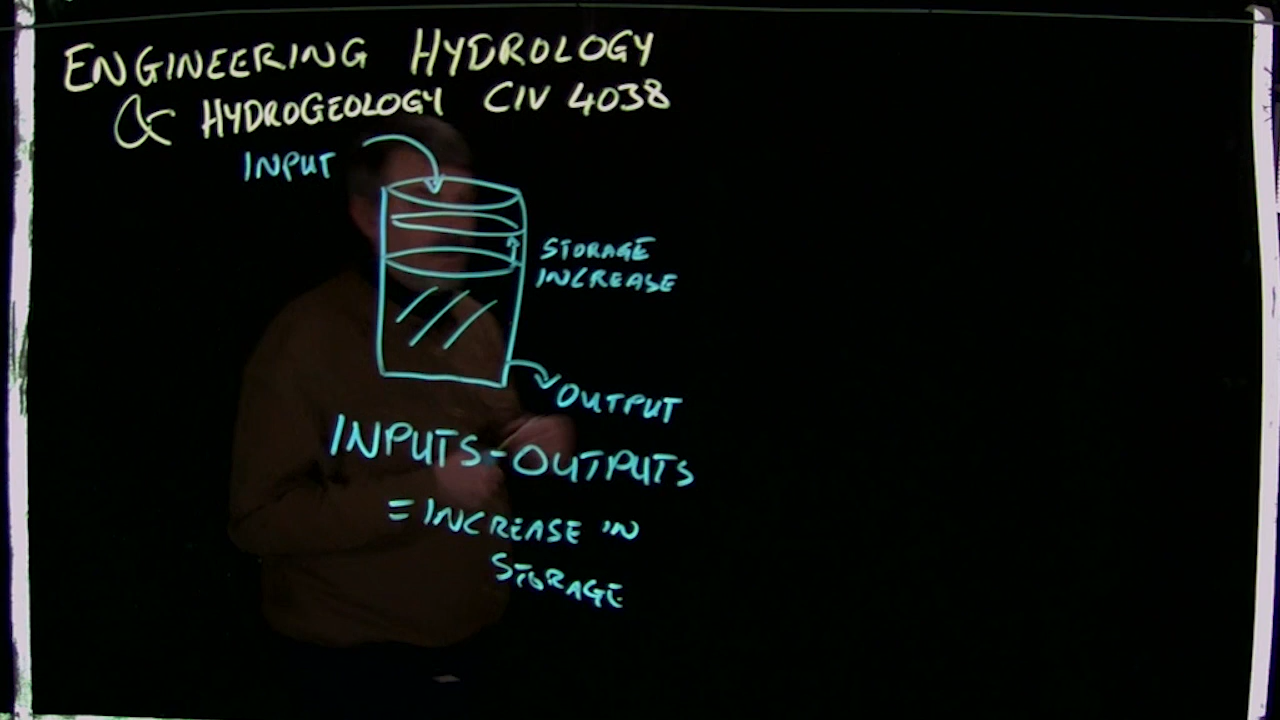 ENGINEERING HYDROLOGY
& HYDROGEOLOGY CIV 4038
INPUT
STORAGE
INCREASE
OUTPUT
INPUTS-OUTPUTS
= INCREASE IN
STORAGE